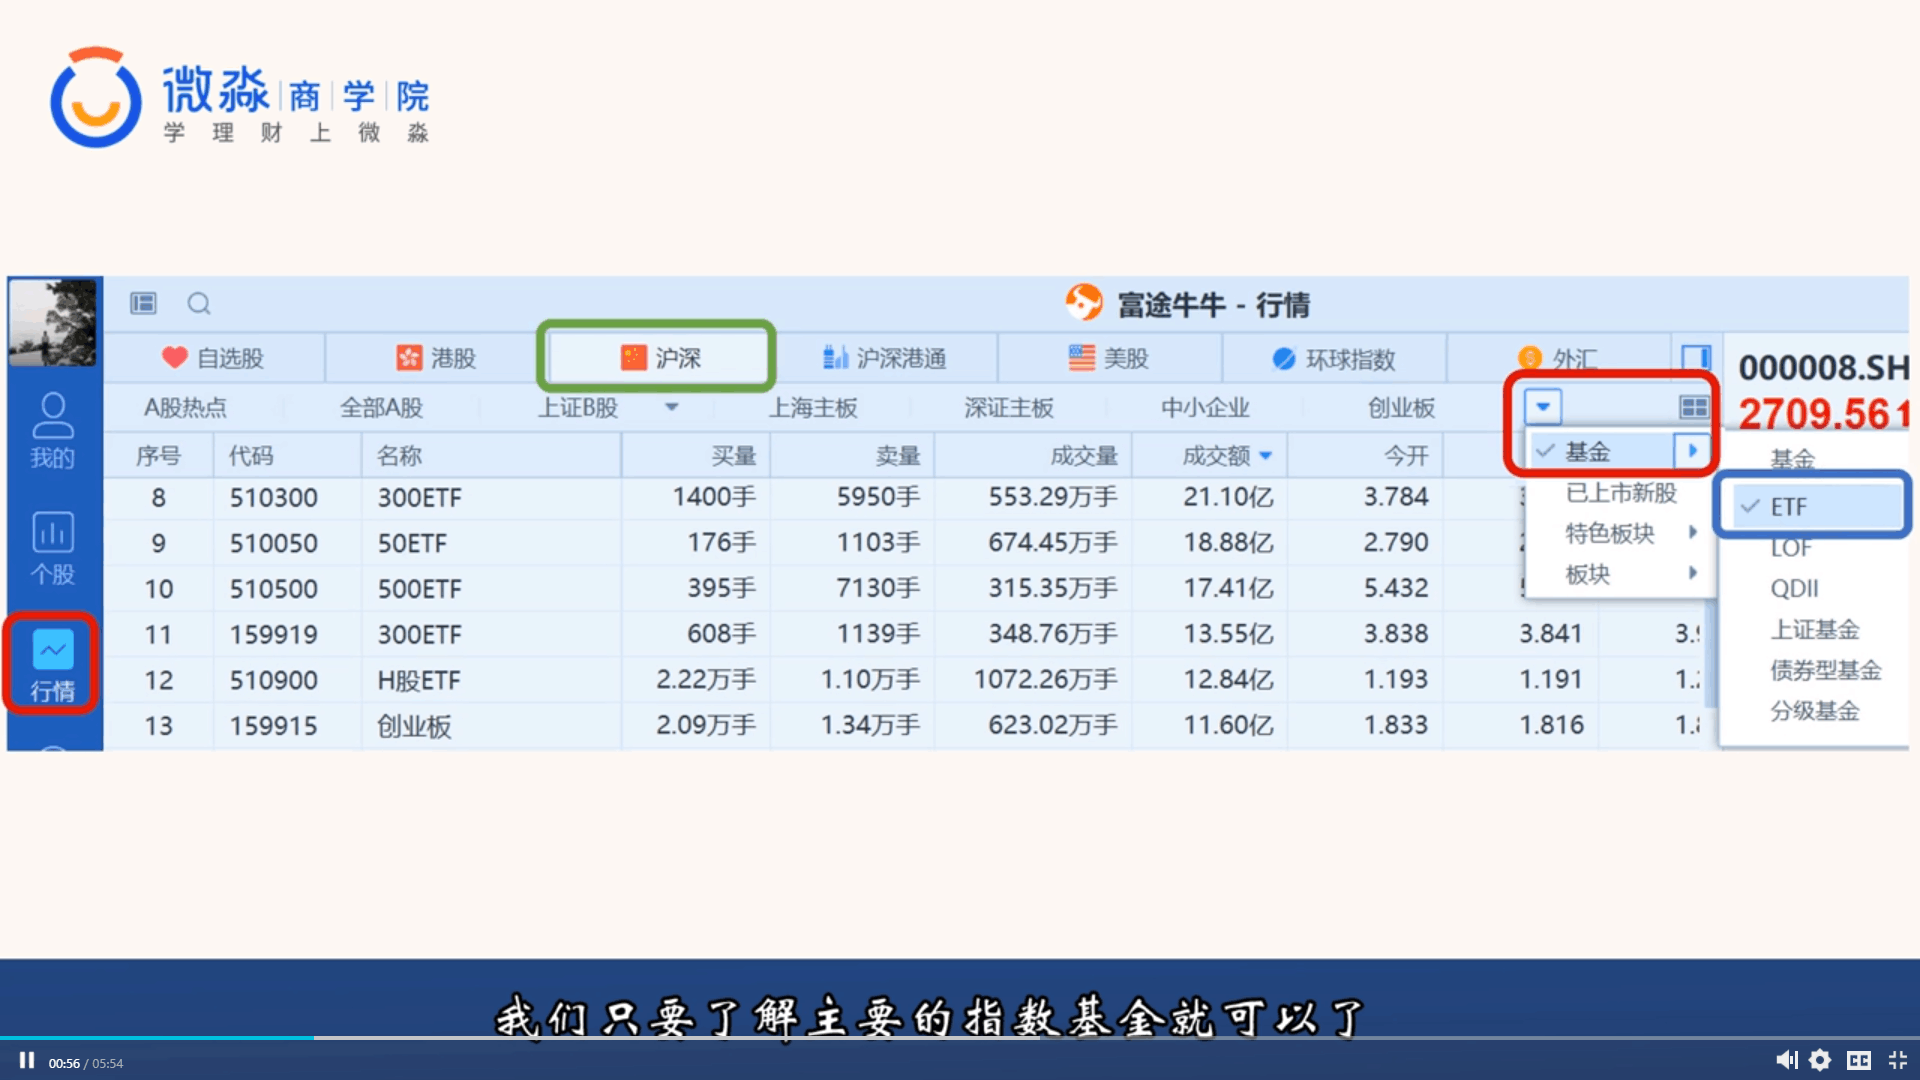 微淼 商 学 院
学 理 财 上 微 淼
富途牛牛 - 行情
自选股 港股 沪深 沪深港通 美股 环球指数 外汇
000008.SH
2709.56
A股热点 全部A股 上证B股 上海主板 深证主板 中小企业 创业板
序号 代码 名称 买量 卖量 成交量 成交额 今开
8 510300 300ETF 1400手 5950手 553.29万手 21.10亿 3.784
9 510050 50ETF 176手 1103手 674.45万手 18.88亿 2.790
10 510500 500ETF 395手 7130手 315.35万手 17.41亿 5.432
11 159919 300ETF 608手 1139手 348.76万手 13.55亿 3.838 3.841
12 510900 H股ETF 2.22万手 1.10万手 1072.26万手 12.84亿 1.193 1.191
13 159915 创业板 2.09万手 1.34万手 623.02万手 11.60亿 1.833 1.816
基金
已上市新股
特色板块
板块
基金
ETF
LOF
QDII
上证基金
债券型基金
分级基金
我的
个股
行情
我们只要了解主要的指数基金就可以了
00:56 / 05:54
CC